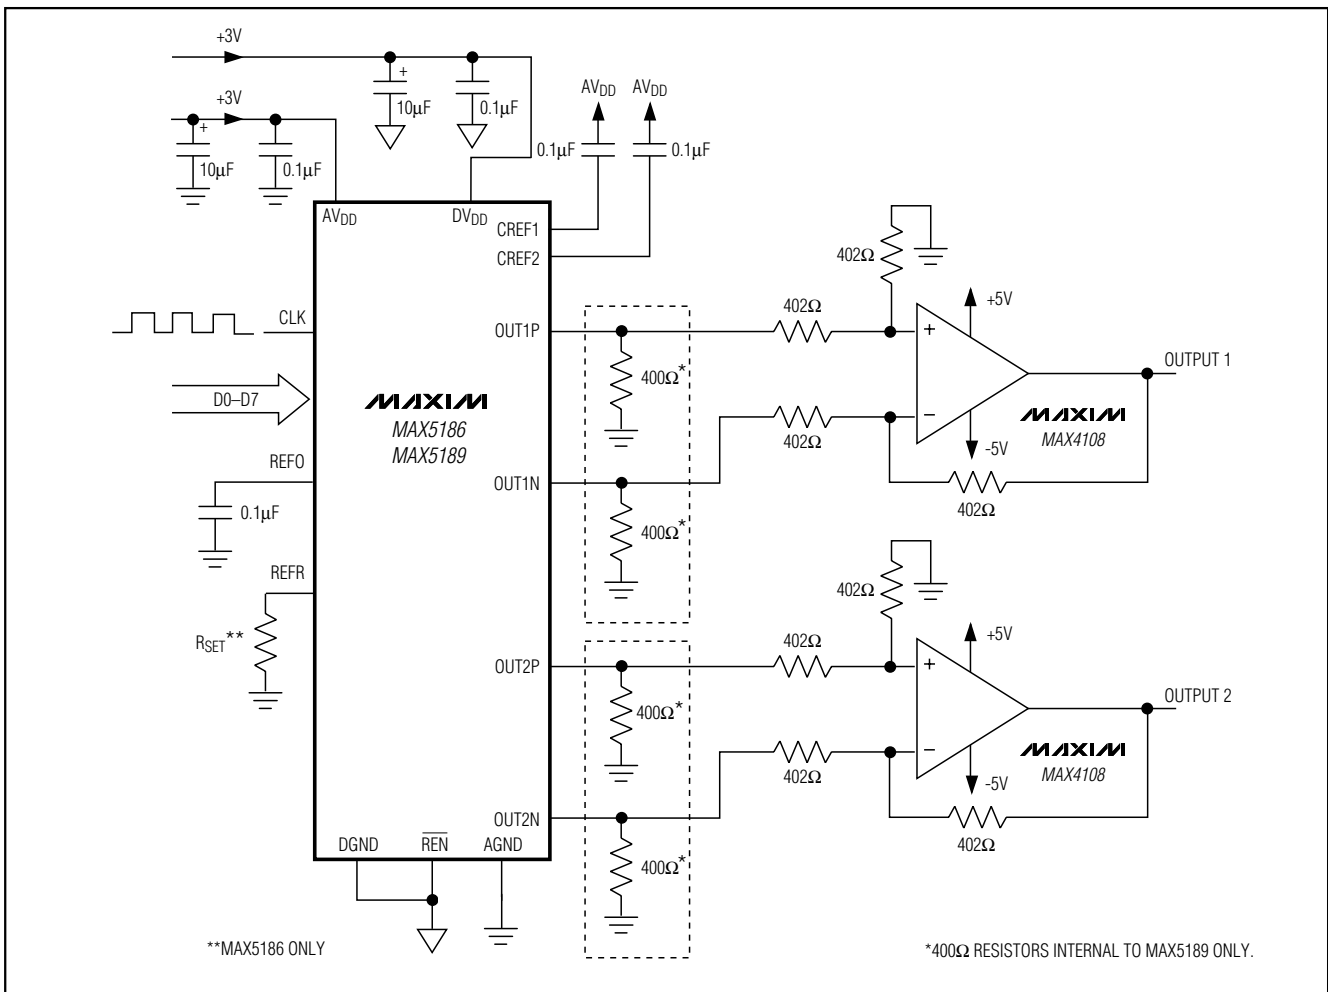 +3V
+3V
+
10µF
0.1µF
+
10µF
0.1µF
AVDD
AVDD
0.1µF
0.1µF
AVDD
DVDD
CREF1
CREF2
CLK
D0–D7
REFO
0.1µF
REFR
RSET**
MAXIM
MAX5186
MAX5189
OUT1P
OUT1N
OUT2P
OUT2N
DGND
REN
AGND
400Ω*
400Ω*
400Ω*
400Ω*
402Ω
402Ω
402Ω
+
−
+5V
-5V
MAXIM
MAX4108
402Ω
OUTPUT 1
402Ω
402Ω
402Ω
+
−
+5V
-5V
MAXIM
MAX4108
402Ω
OUTPUT 2
**MAX5186 ONLY
*400Ω RESISTORS INTERNAL TO MAX5189 ONLY.